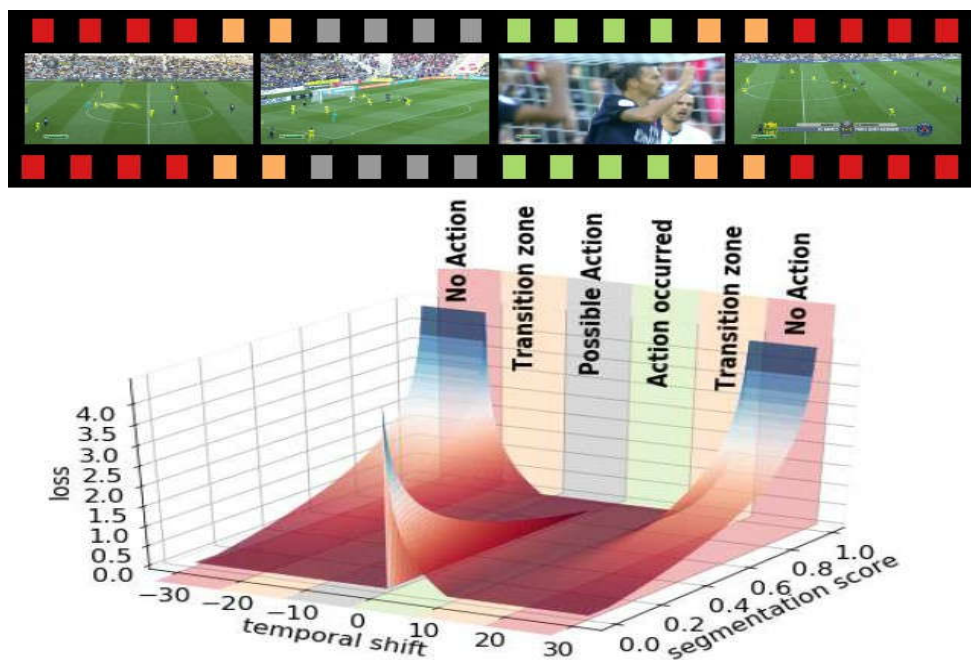 No Action
Transition zone
Possible Action
Action occurred
Transition zone
No Action
loss
4.0
3.5
3.0
2.5
2.0
1.5
1.0
0.5
0.0
−30 −20 −10 0 10 20 30
temporal shift
0.0 0.2 0.4 0.6 0.8 1.0
segmentation score